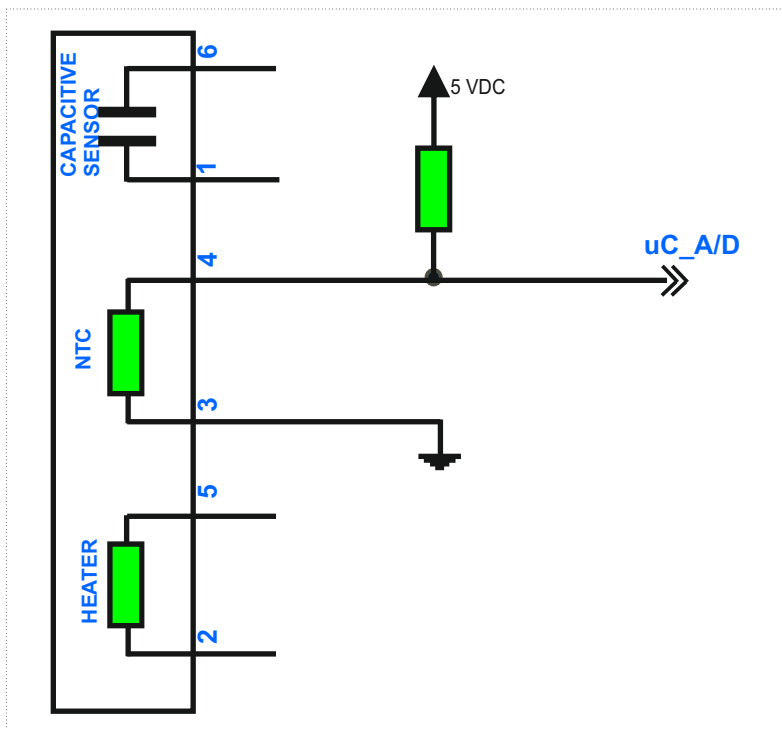 CAPACITIVE
SENSOR
6
1
5 VDC
uC_A/D
4
NTC
3
5
HEATER
2